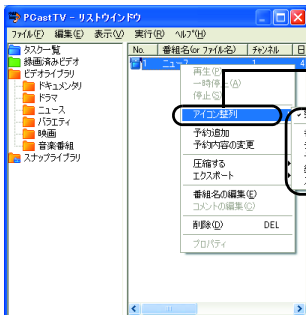 PCastTV - リストウィンドウ
ファイル(F) 編集(E) 表示(V) 実行(R) ヘルプ(H)
タスク一覧
録画済みビデオ
ビデオライブラリ
ドキュメンタリ
ドラマ
ニュース
バラエティ
映画
音楽番組
スナップライブラリ
No. 番組名(or ファイル名) チャンネル 日
1 ニュース 1 4
再生(P)
一時停止(A)
停止(S)
アイコン整列
予約追加
予約内容の変更
圧縮する
エクスポート
番組名の編集(E)
コメントの編集(C)
削除(D) DEL
プロパティ